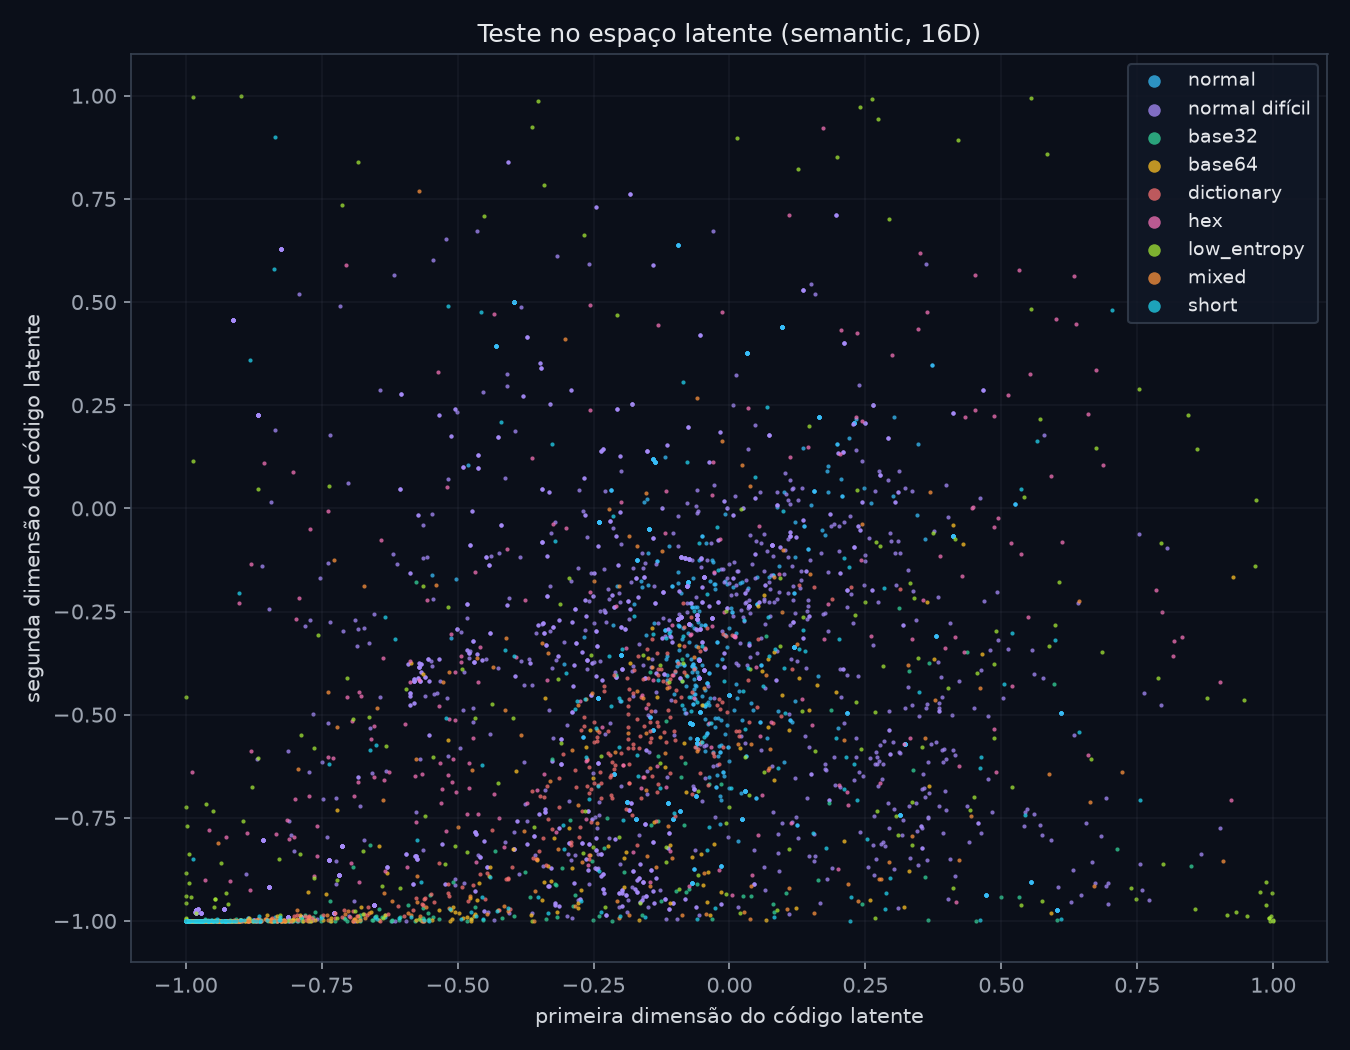 Teste no espaço latente (semantic, 16D)
normal
normal difícil
base32
base64
dictionary
hex
low_entropy
mixed
short
1.00
0.75
0.50
0.25
0.00
−0.25
−0.50
−0.75
−1.00
segunda dimensão do código latente
−1.00 −0.75 −0.50 −0.25 0.00 0.25 0.50 0.75 1.00
primeira dimensão do código latente